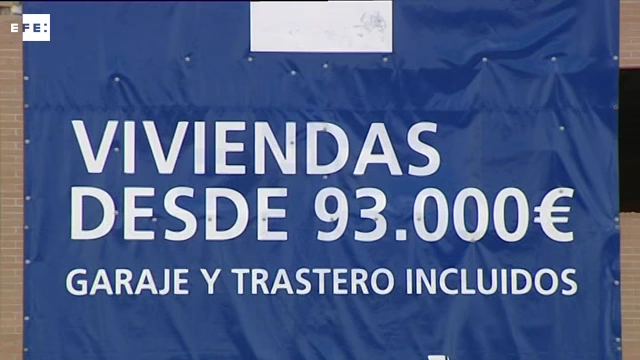 EFE:
VIVIENDAS
DESDE 93.000€
GARAJE Y TRASTERO INCLUIDOS